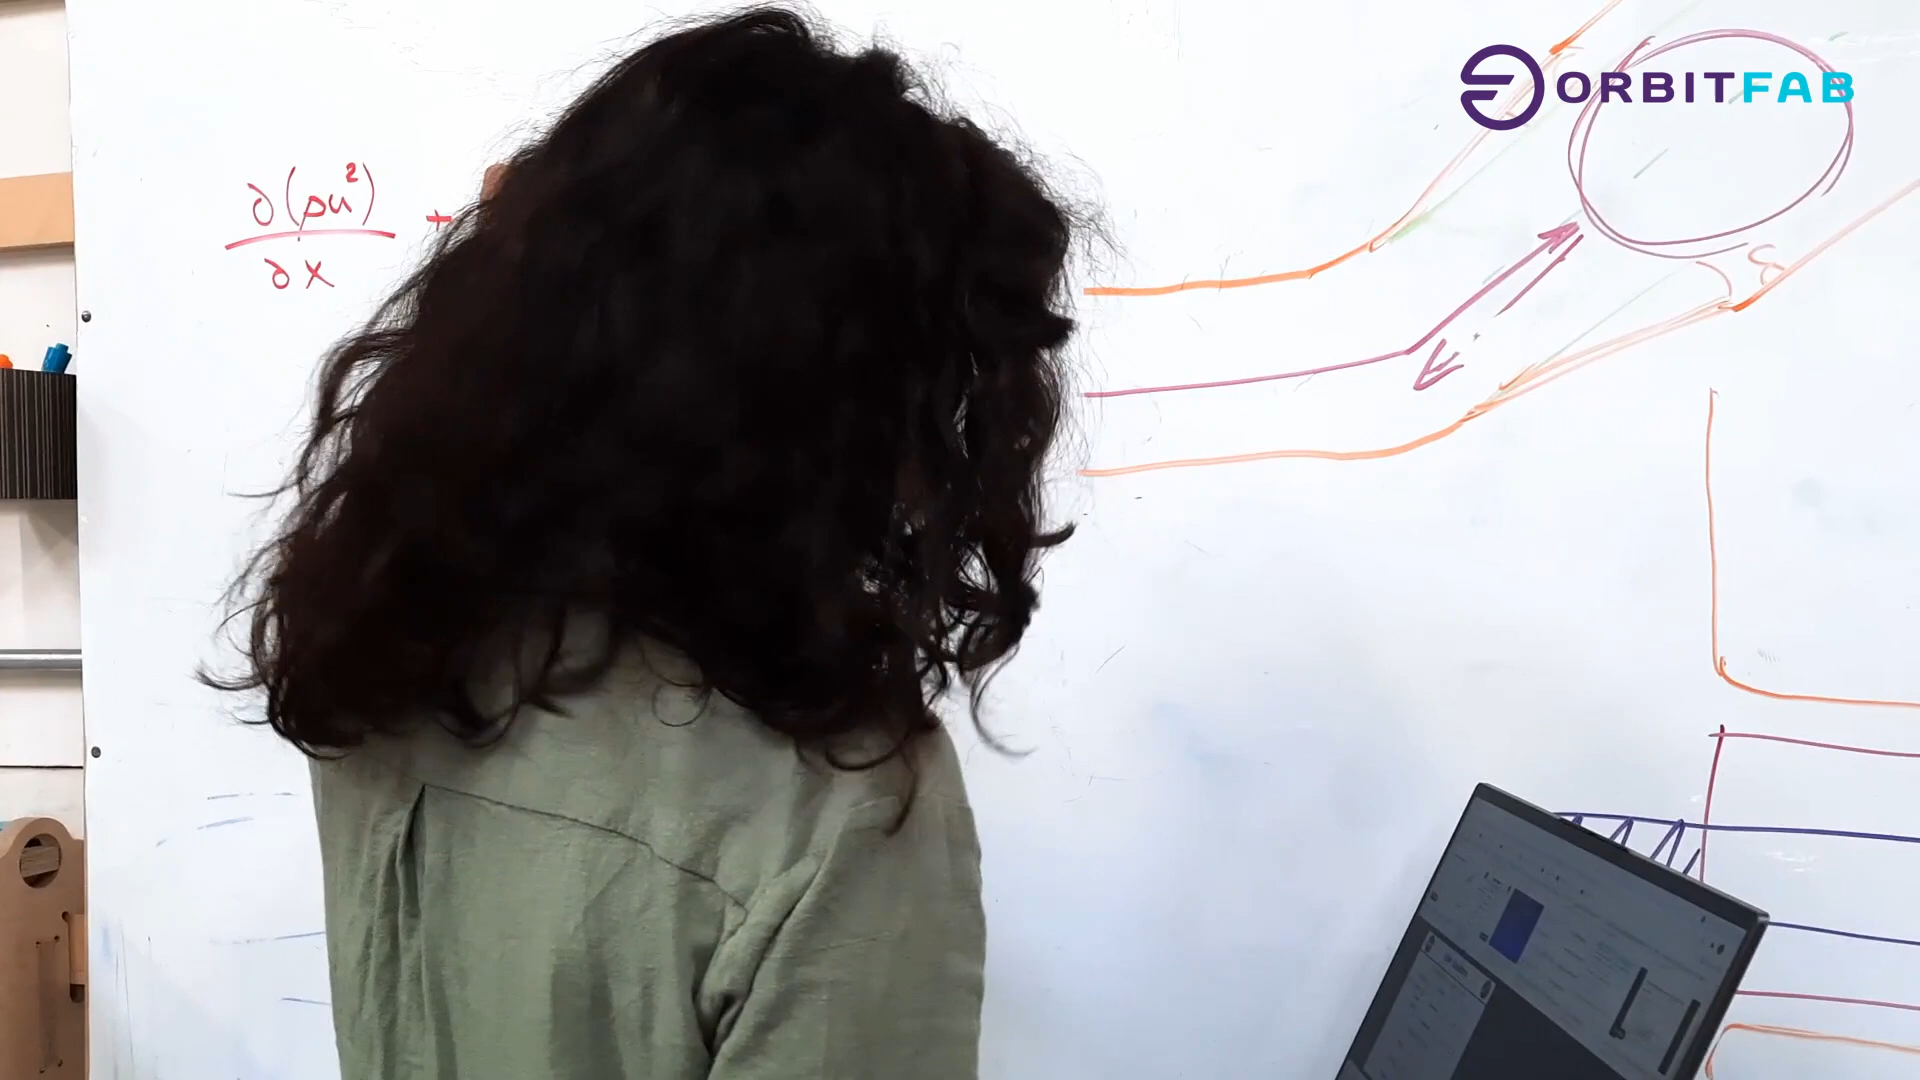 ORBITFAB
∂(ρu²) +
∂x